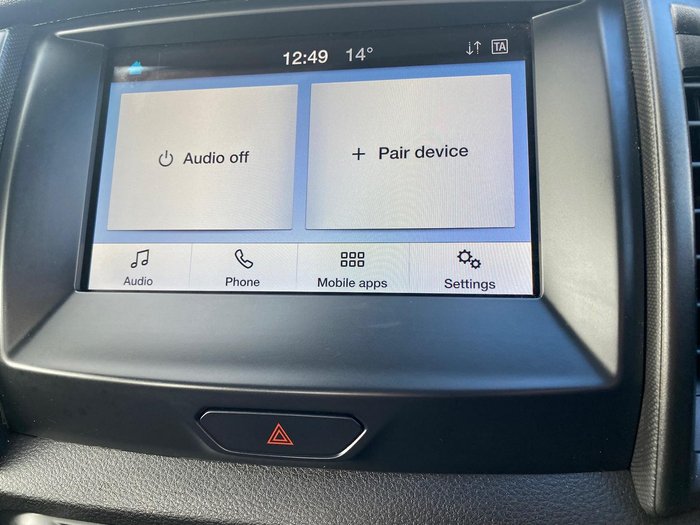 12:49 14° TA
Audio off
+ Pair device
Audio
Phone
Mobile apps
Settings